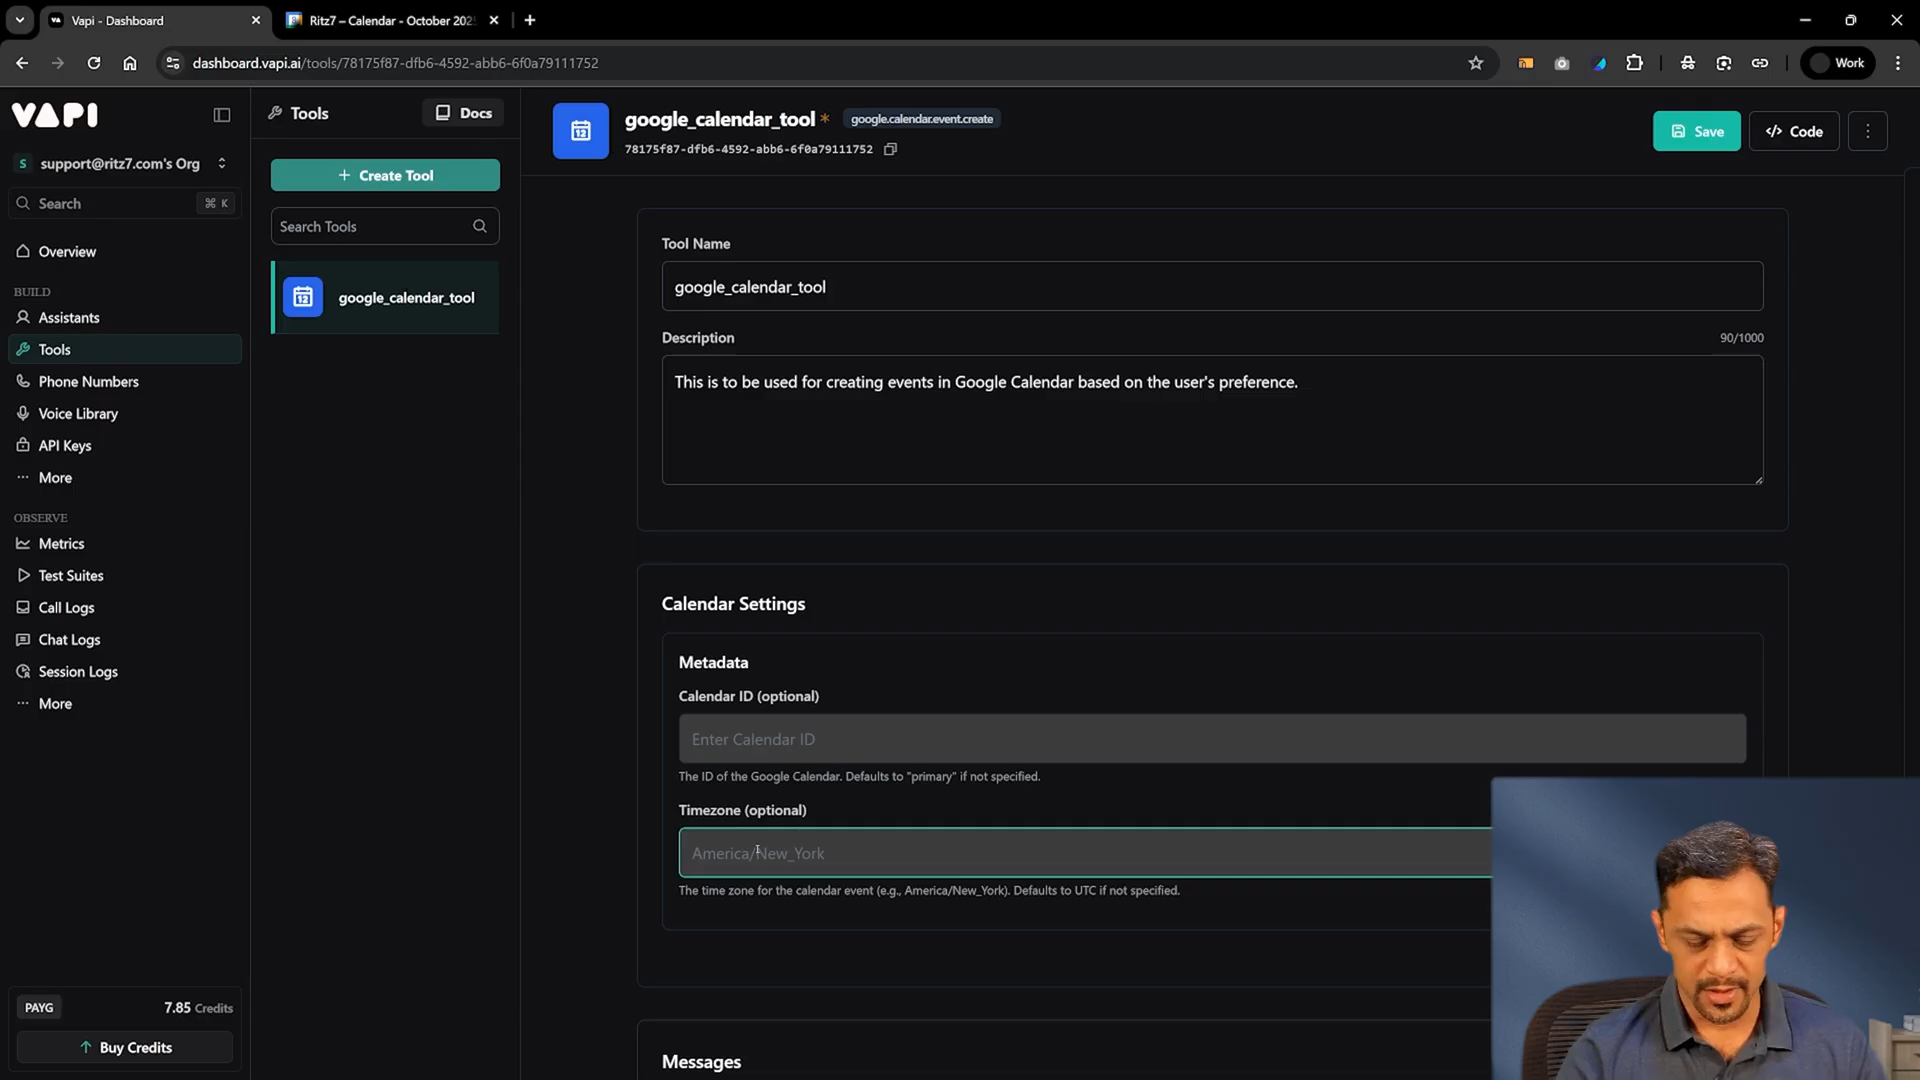 Vapi - Dashboard
Ritz7 – Calendar - October 202
dashboard.vapi.ai/tools/78175f87-dfb6-4592-abb6-6f0a79111752
Work
VAPI
S support@ritz7.com's Org
Search ⌘ K
Overview
BUILD
Assistants
Tools
Phone Numbers
Voice Library
API Keys
More
OBSERVE
Metrics
Test Suites
Call Logs
Chat Logs
Session Logs
More
PAYG 7.85 Credits
Buy Credits
Tools Docs
+ Create Tool
Search Tools
12 google_calendar_tool
12 google_calendar_tool * google.calendar.event.create
78175f87-dfb6-4592-abb6-6f0a79111752
Save </> Code
Tool Name
google_calendar_tool
Description 90/1000
This is to be used for creating events in Google Calendar based on the user's preference.
Calendar Settings
Metadata
Calendar ID (optional)
Enter Calendar ID
The ID of the Google Calendar. Defaults to "primary" if not specified.
Timezone (optional)
America/New_York
The time zone for the calendar event (e.g., America/New_York). Defaults to UTC if not specified.
Messages